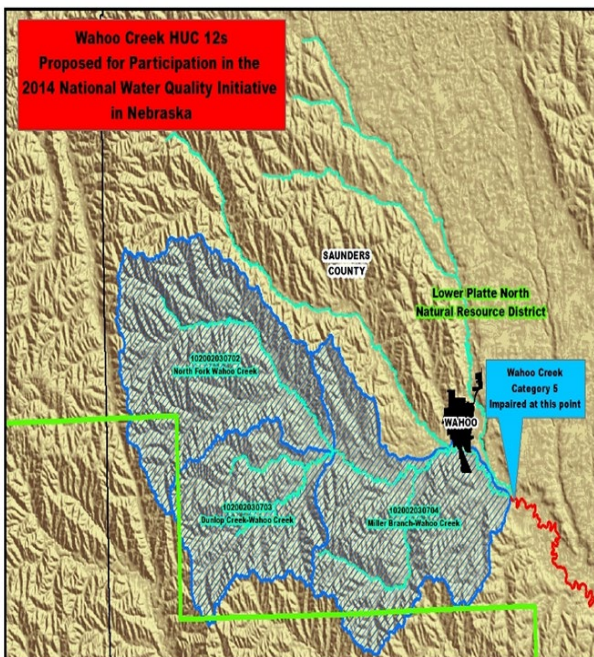 Wahoo Creek HUC 12s
Proposed for Participation in the
2014 National Water Quality Initiative
in Nebraska
SAUNDERS
COUNTY
Lower Platte North
Natural Resource District
102002030702
North Fork Wahoo Creek
Wahoo Creek
Category 5
Impaired at this point
WAHOO
102002030703
Dunlop Creek-Wahoo Creek
102002030704
Miller Branch-Wahoo Creek